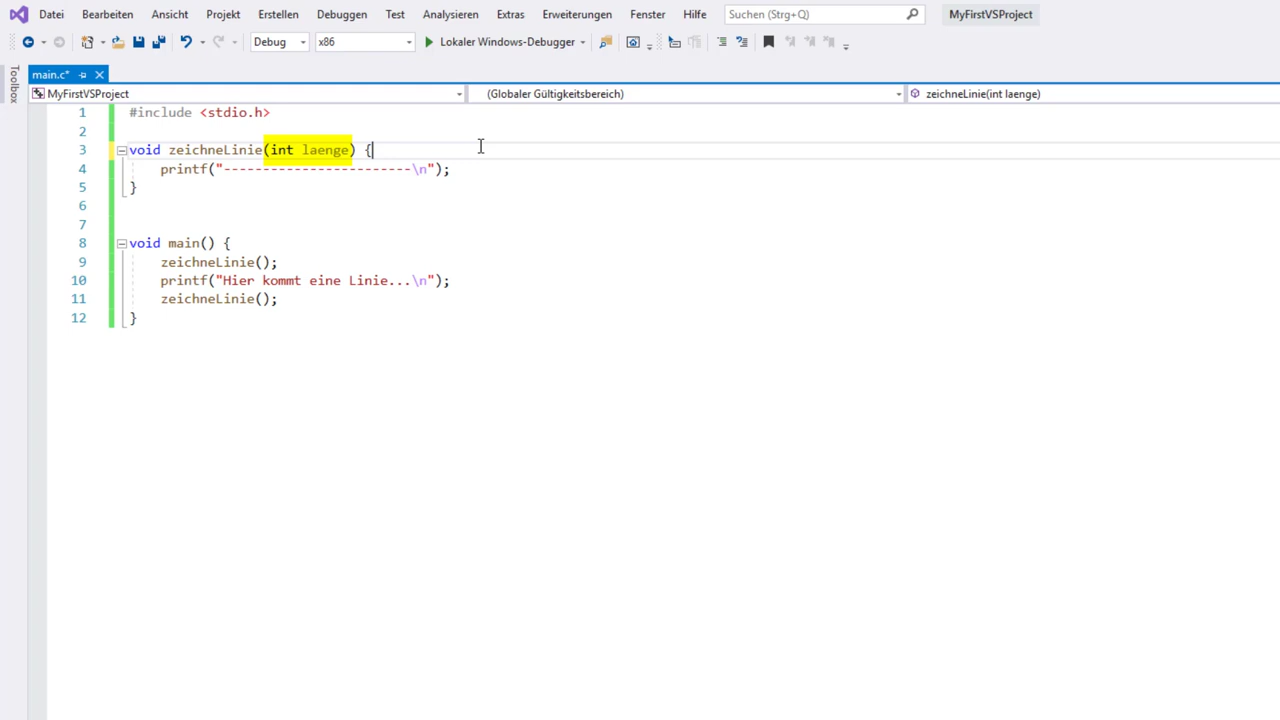 Datei Bearbeiten Ansicht Projekt Erstellen Debuggen Test Analysieren Extras Erweiterungen Fenster Hilfe Suchen (Strg+Q) MyFirstVSProject
Debug x86 Lokaler Windows-Debugger
Toolbox
main.c*
MyFirstVSProject (Globaler Gültigkeitsbereich) zeichneLinie(int laenge)
1 #include <stdio.h>
2
3 void zeichneLinie(int laenge) {
4 printf("------------------------\n");
5 }
6
7
8 void main() {
9 zeichneLinie();
10 printf("Hier kommt eine Linie...\n");
11 zeichneLinie();
12 }